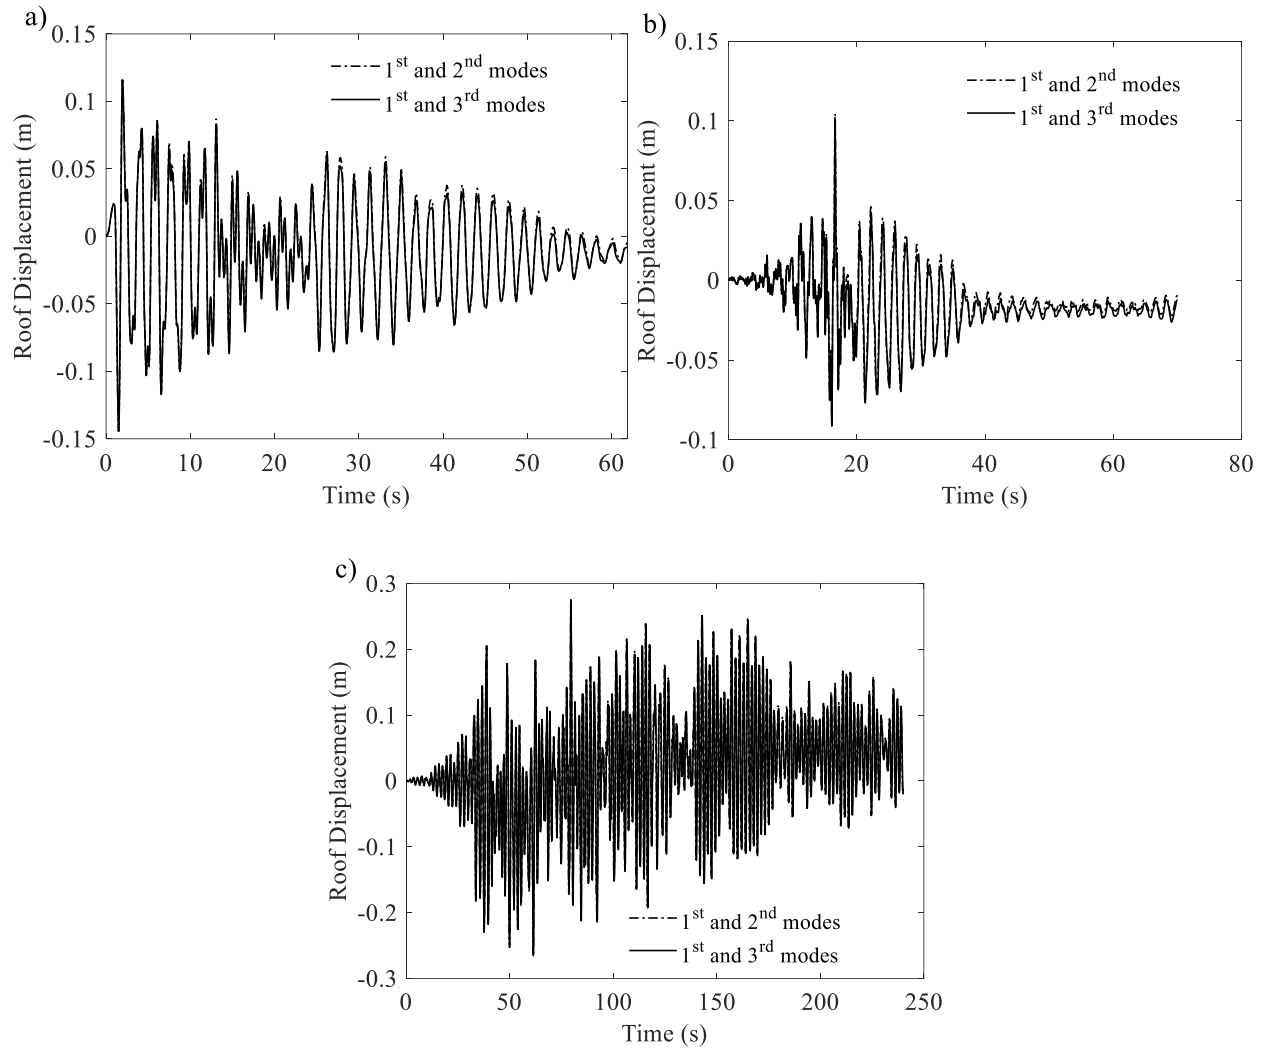 a)
0.15
0.1
0.05
0
-0.05
-0.1
-0.15
Roof Displacement (m)
1st and 2nd modes
1st and 3rd modes
0 10 20 30 40 50 60
Time (s)
b)
0.15
0.1
0.05
0
-0.05
-0.1
Roof Displacement (m)
1st and 2nd modes
1st and 3rd modes
0 20 40 60 80
Time (s)
c)
0.3
0.2
0.1
0
-0.1
-0.2
-0.3
Roof Displacement (m)
1st and 2nd modes
1st and 3rd modes
0 50 100 150 200 250
Time (s)